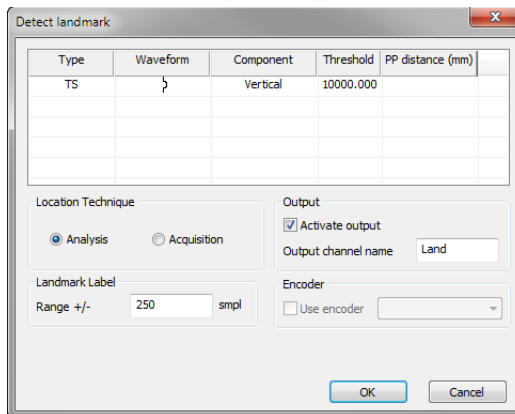 Detect landmark
Type Waveform Component Threshold PP distance (mm)
TS Vertical 10000.000
Location Technique
Analysis Acquisition
Output
Activate output
Output channel name Land
Landmark Label
Range +/- 250 smpl
Encoder
Use encoder
OK Cancel